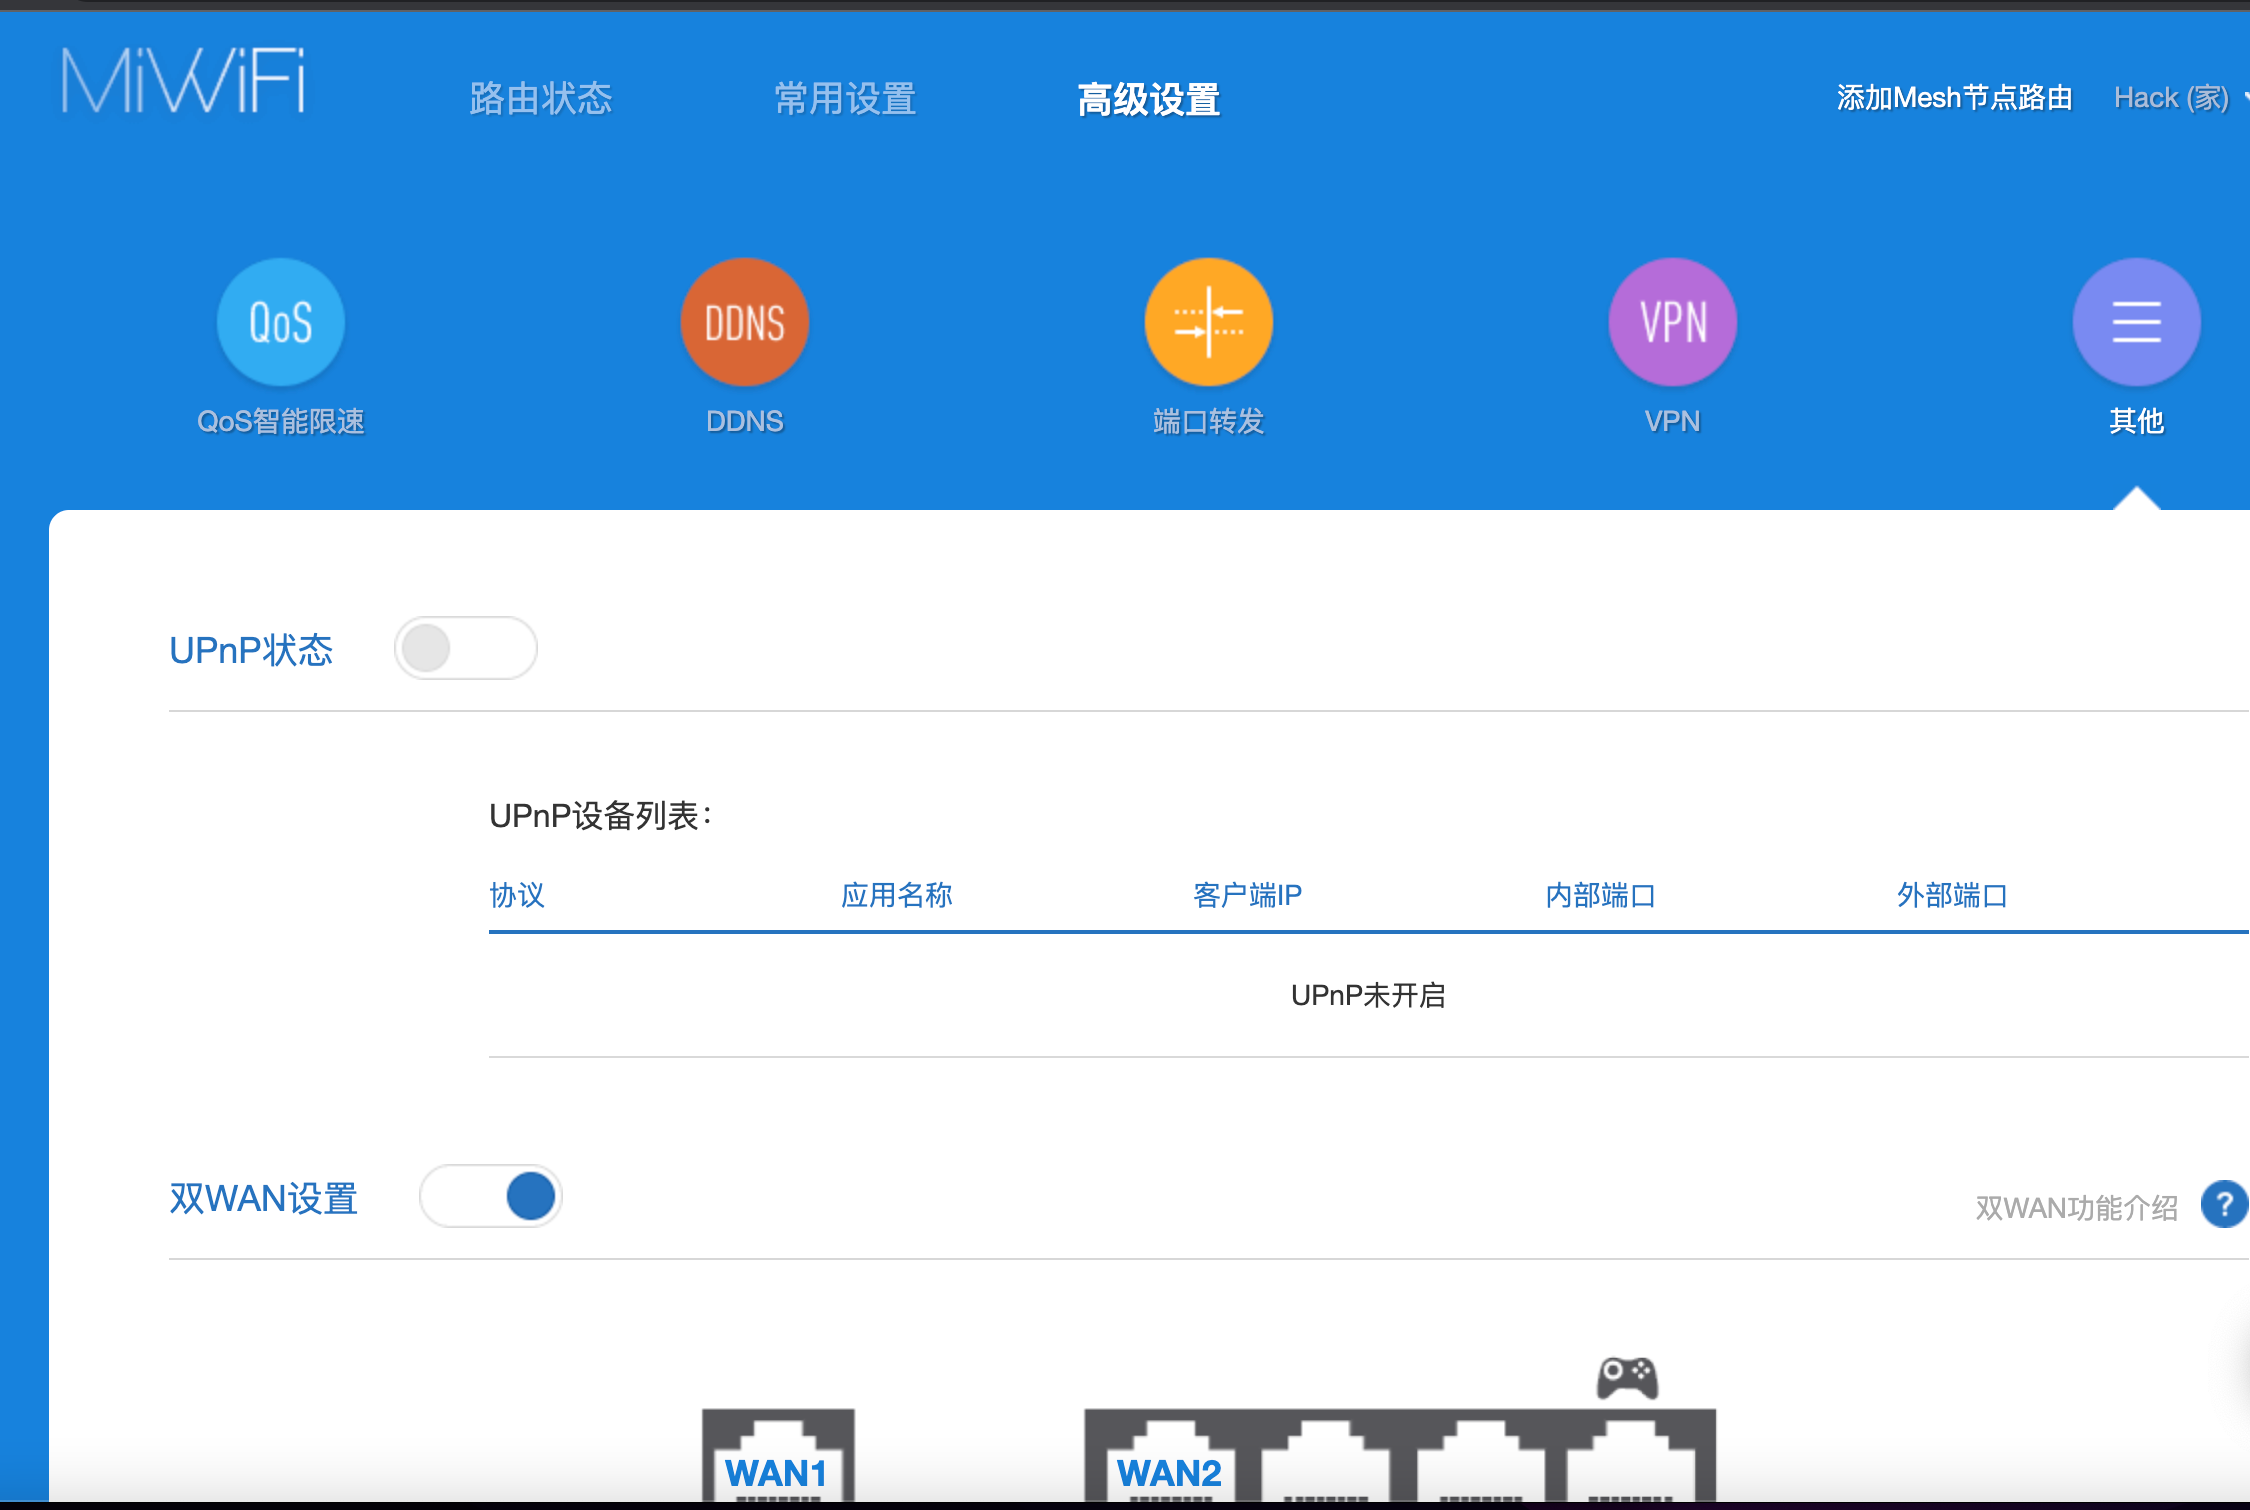 MiWiFi
路由状态 常用设置 高级设置 添加Mesh节点路由 Hack (家)
QoS DDNS VPN
QoS智能限速 DDNS 端口转发 VPN 其他
UPnP状态
UPnP设备列表：
协议 应用名称 客户端IP 内部端口 外部端口
UPnP未开启
双WAN设置 双WAN功能介绍 ?
WAN1 WAN2